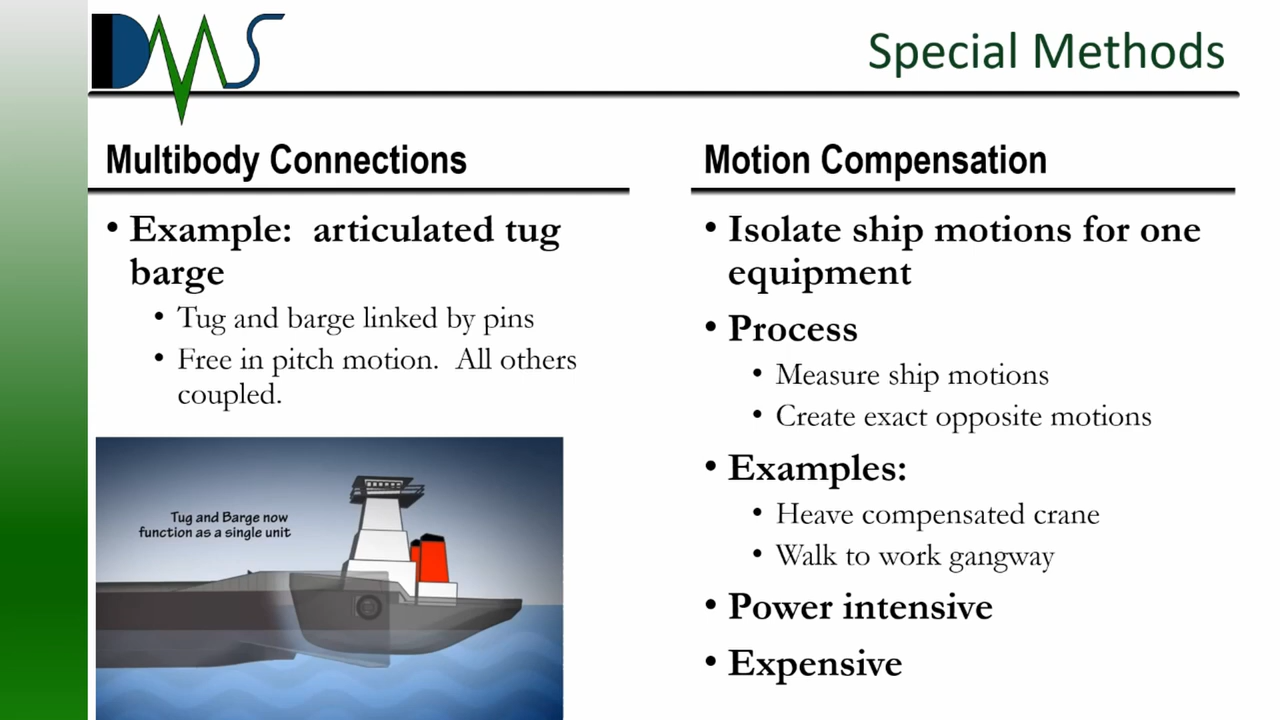 DMS
Special Methods
Multibody Connections
• Example: articulated tug
barge
• Tug and barge linked by pins
• Free in pitch motion. All others
coupled.
Tug and Barge now
function as a single unit
Motion Compensation
• Isolate ship motions for one
equipment
• Process
• Measure ship motions
• Create exact opposite motions
• Examples:
• Heave compensated crane
• Walk to work gangway
• Power intensive
• Expensive